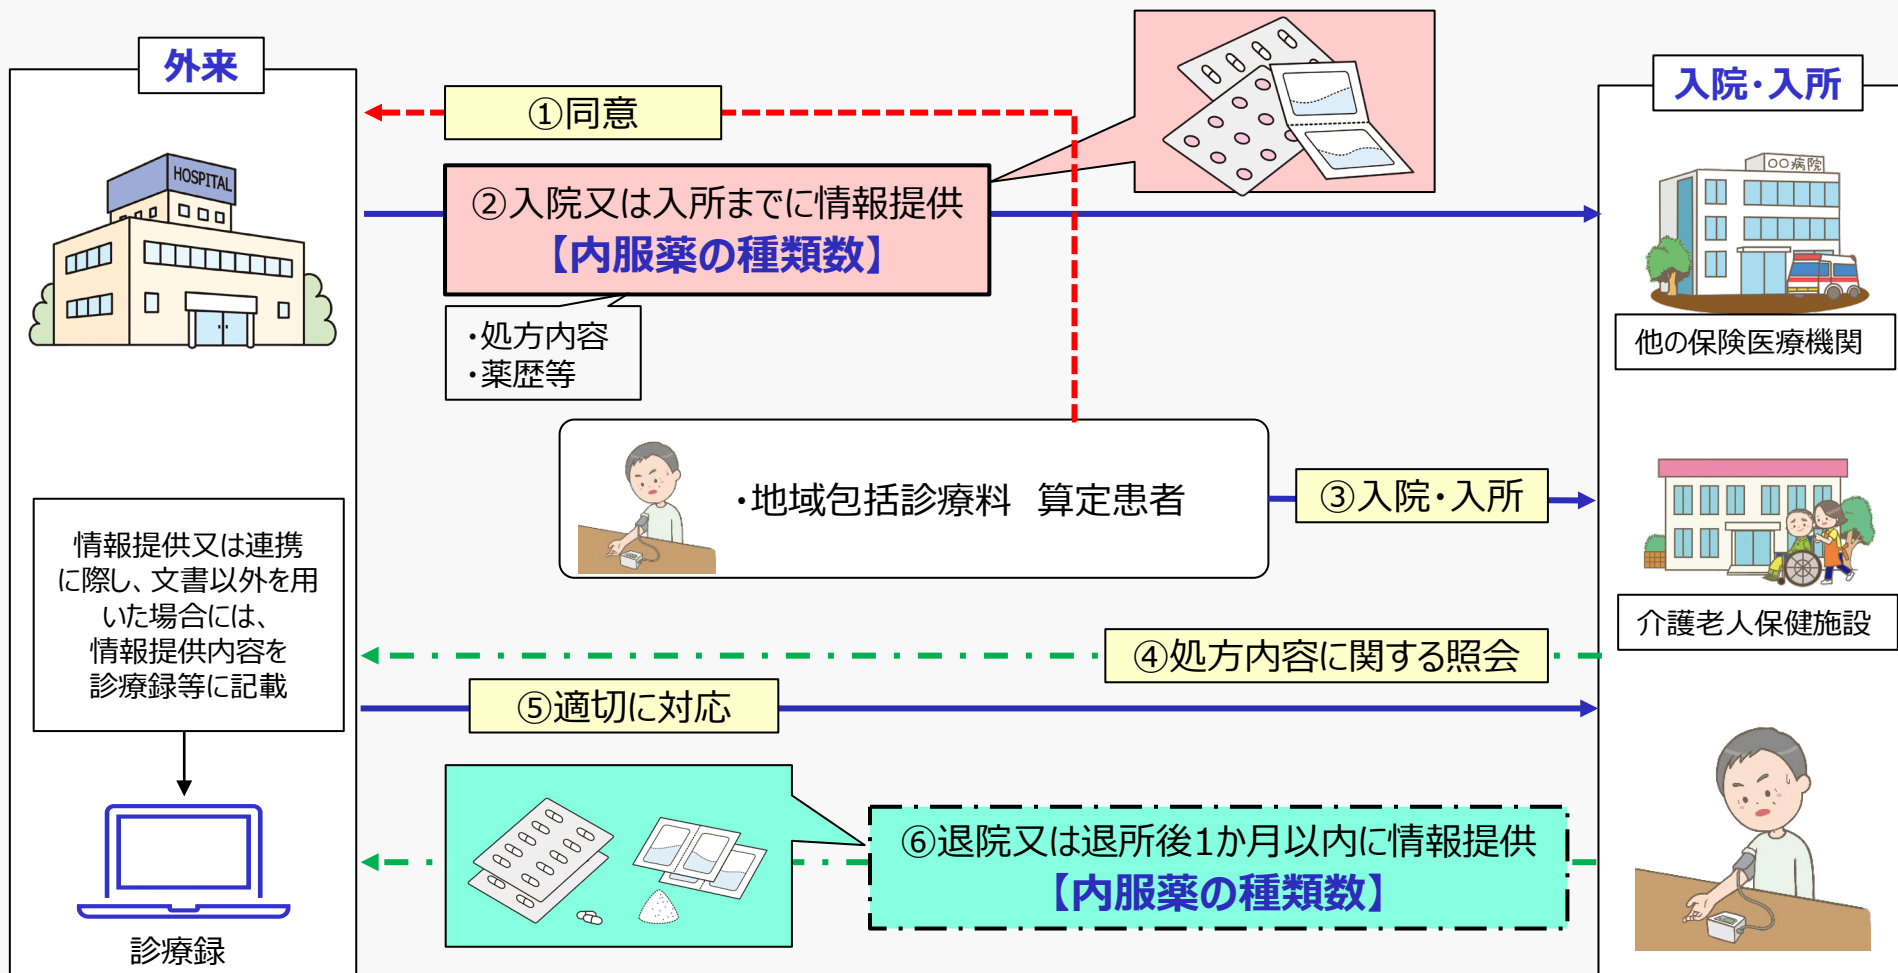 外来
入院・入所
①同意
HOSPITAL
〇〇病院
②入院又は入所までに情報提供
【内服薬の種類数】
・処方内容
・薬歴等
他の保険医療機関
・地域包括診療料　算定患者
③入院・入所
情報提供又は連携
に際し、文書以外を用
いた場合には、
情報提供内容を
診療録等に記載
介護老人保健施設
④処方内容に関する照会
⑤適切に対応
⑥退院又は退所後1か月以内に情報提供
【内服薬の種類数】
診療録